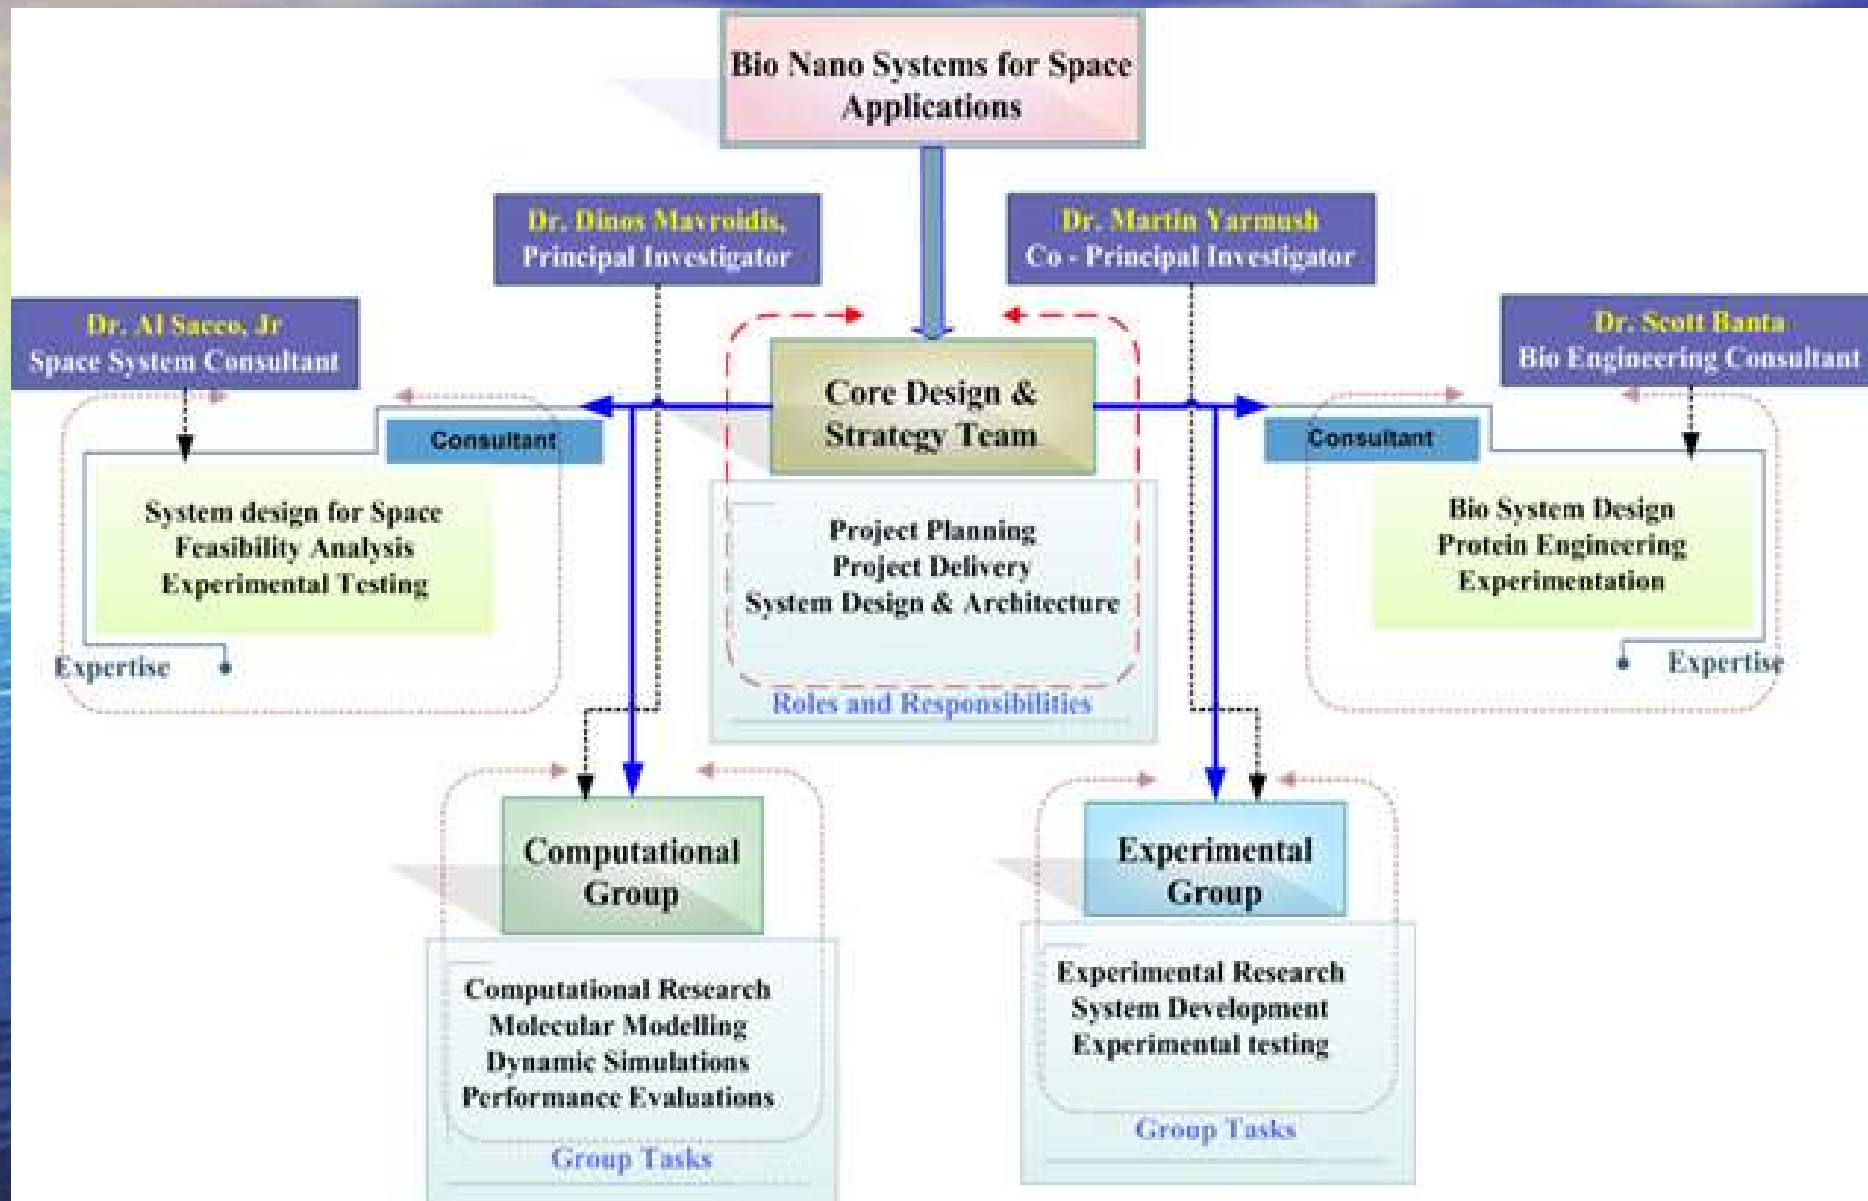 Bio Nano Systems for Space
Applications
Dr. Dinos Mavroidis,
Principal Investigator
Dr. Martin Yarmush
Co - Principal Investigator
Dr. Al Sacco, Jr
Space System Consultant
Dr. Scott Banta
Bio Engineering Consultant
Core Design &
Strategy Team
Consultant
Consultant
System design for Space
Feasibility Analysis
Experimental Testing
Expertise
Project Planning
Project Delivery
System Design & Architecture
Roles and Responsibilities
Bio System Design
Protein Engineering
Experimentation
Expertise
Computational
Group
Computational Research
Molecular Modelling
Dynamic Simulations
Performance Evaluations
Group Tasks
Experimental
Group
Experimental Research
System Development
Experimental testing
Group Tasks